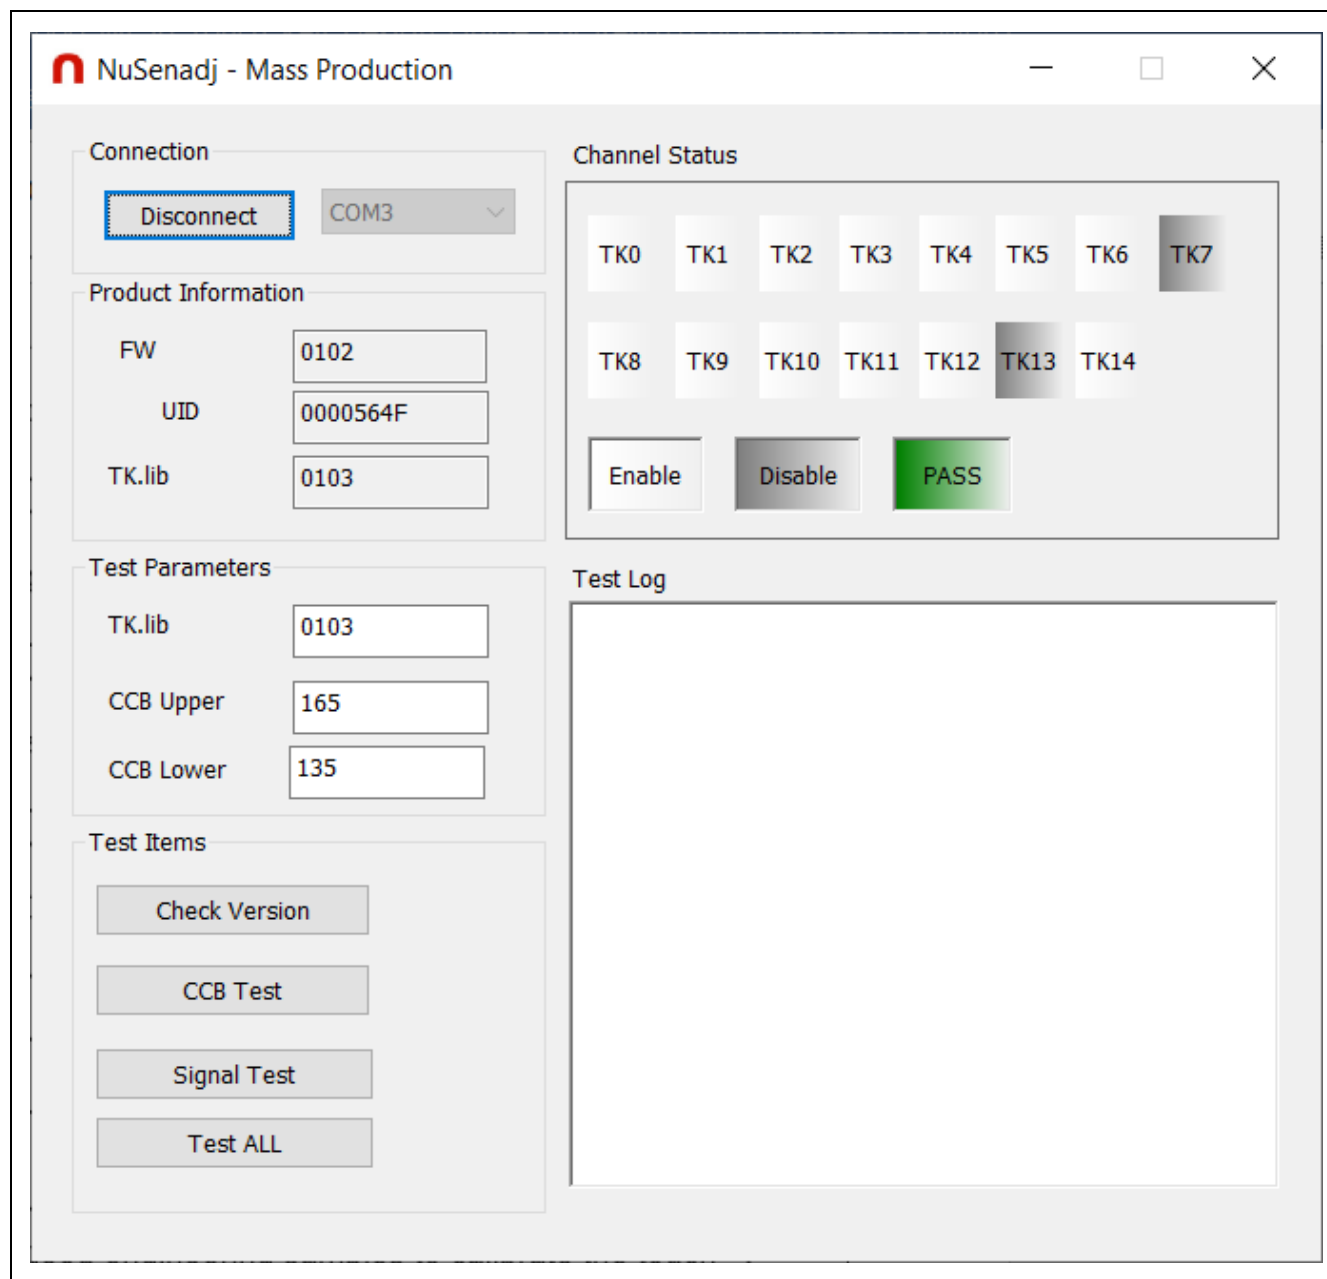 NuSenadj - Mass Production
Connection
Disconnect
COM3
Product Information
FW
0102
UID
0000564F
TK.lib
0103
Test Parameters
TK.lib
0103
CCB Upper
165
CCB Lower
135
Test Items
Check Version
CCB Test
Signal Test
Test ALL
Channel Status
TK0 TK1 TK2 TK3 TK4 TK5 TK6 TK7
TK8 TK9 TK10 TK11 TK12 TK13 TK14
Enable Disable PASS
Test Log